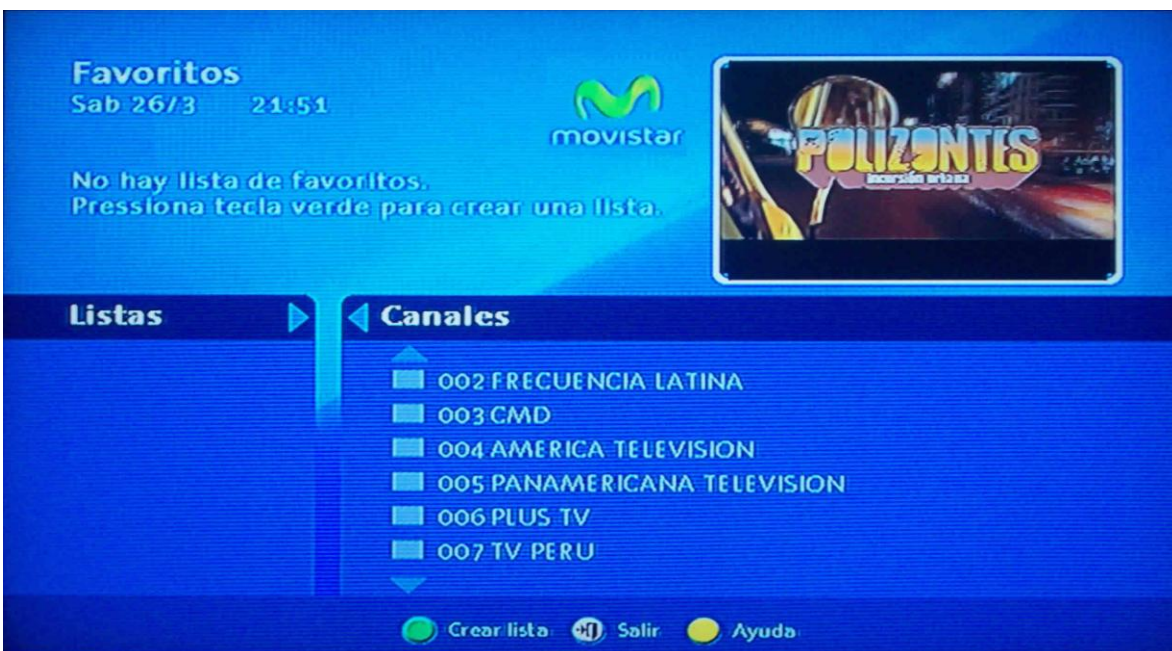 Favoritos
Sab 26/3 21:51
movistar
POLIZONTES
incursión urbana
No hay lista de favoritos.
Pressiona tecla verde para crear una lista.
Listas
Canales
002 FRECUENCIA LATINA
003 CMD
004 AMERICA TELEVISION
005 PANAMERICANA TELEVISION
006 PLUS TV
007 TV PERU
Crear lista Salir Ayuda